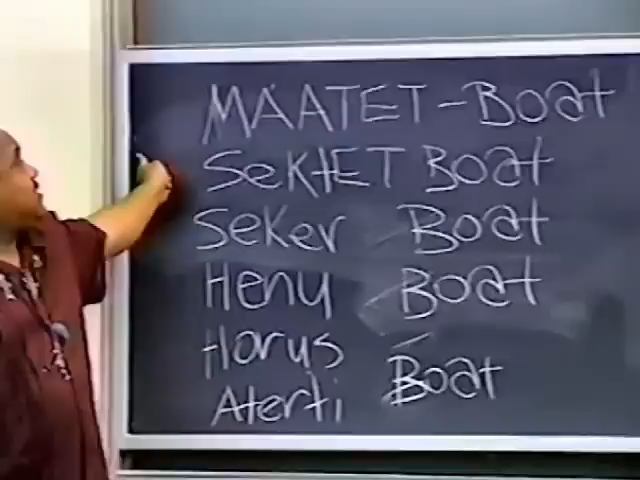 MAATET-Boat
SekTET Boat
Seker Boat
Henu Boat
Horus -
Aterti Boat